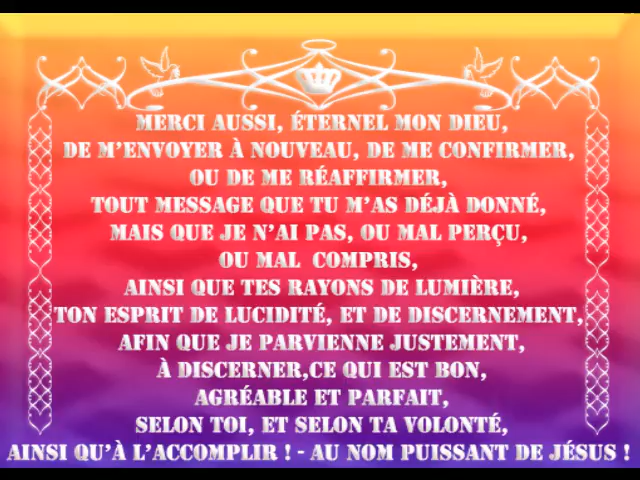 MERCI AUSSI, ÉTERNEL MON DIEU,
DE M'ENVOYER À NOUVEAU, DE ME CONFIRMER,
OU DE ME RÉAFFIRMER,
TOUT MESSAGE QUE TU M'AS DÉJÀ DONNÉ,
MAIS QUE JE N'AI PAS, OU MAL PERÇU,
OU MAL COMPRIS,
AINSI QUE TES RAYONS DE LUMIÈRE,
TON ESPRIT DE LUCIDITÉ, ET DE DISCERNEMENT,
AFIN QUE JE PARVIENNE JUSTEMENT,
À DISCERNER,CE QUI EST BON,
AGRÉABLE ET PARFAIT,
SELON TOI, ET SELON TA VOLONTÉ,
AINSI QU'À L'ACCOMPLIR ! - AU NOM PUISSANT DE JÉSUS !